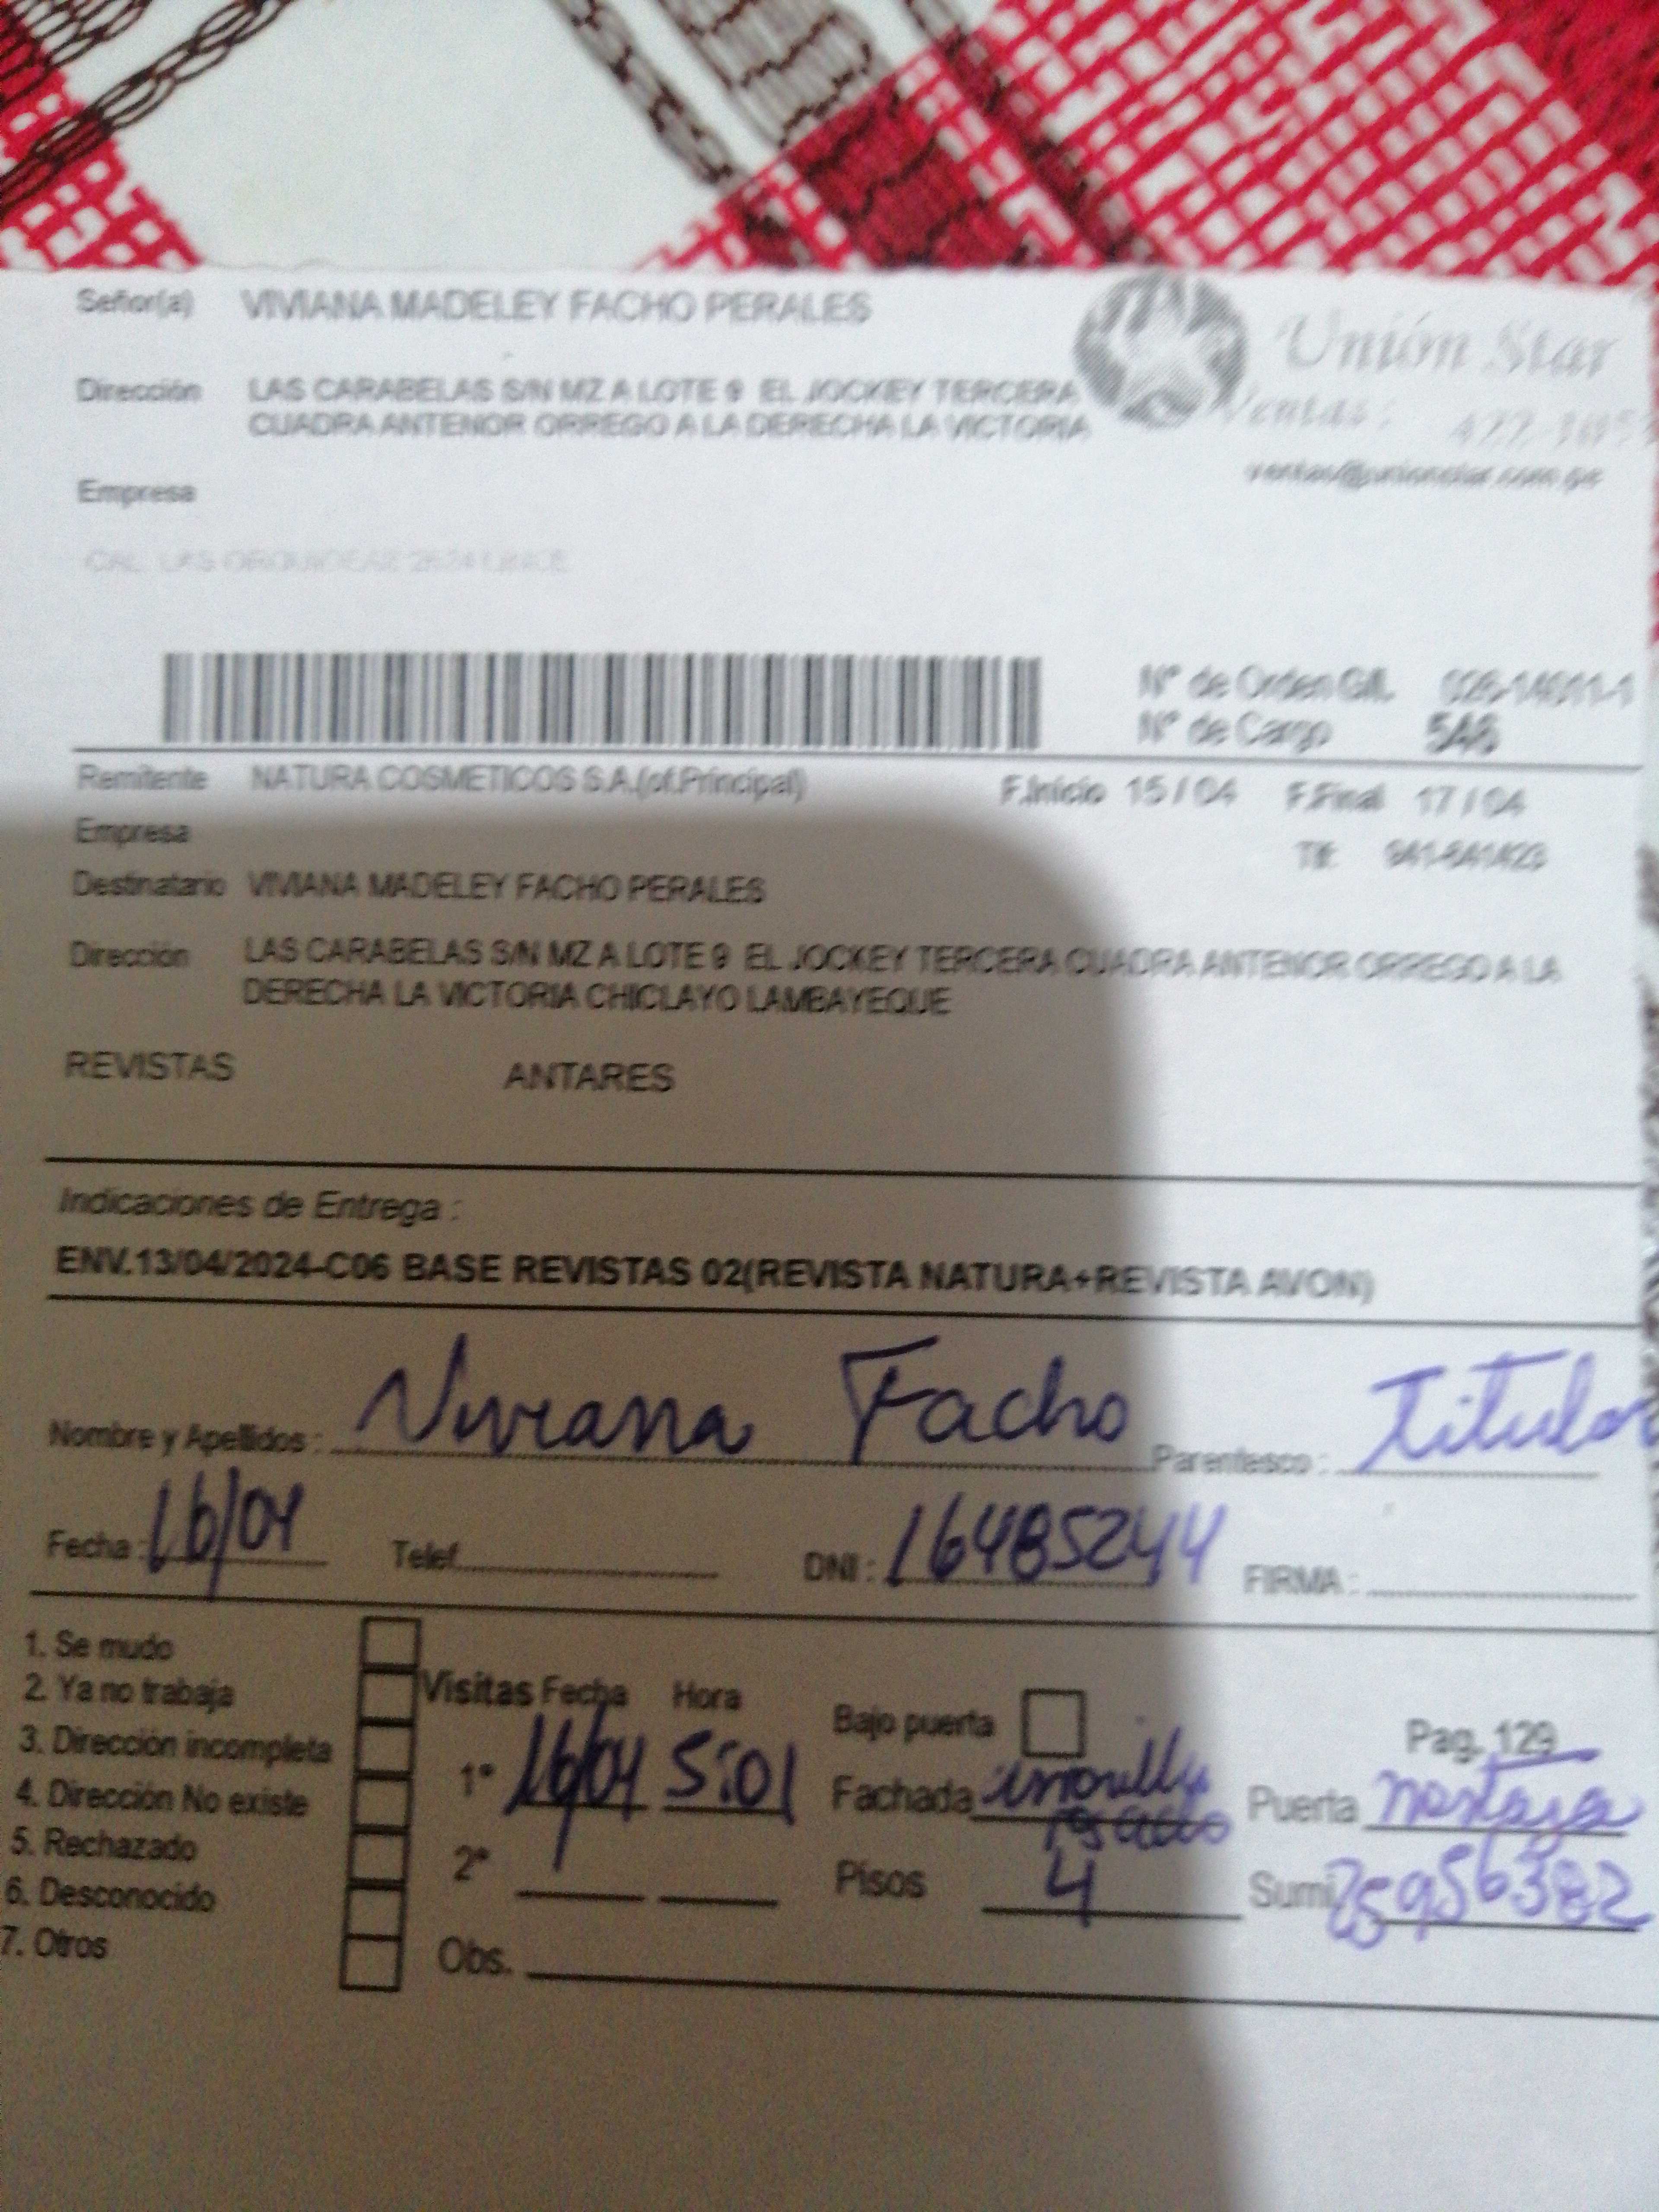 Señor(a) VIVIANA MADELEY FACHO PERALES
Unión Star
Dirección LAS CARABELAS S/N MZ A LOTE 9 EL JOCKEY TERCERA
CUADRA ANTENOR ORREGO A LA DERECHA LA VICTORIA
Ventas:
Empresa
Nº de Orden
Nº de Cargo 546
Remitente NATURA COSMETICOS S.A.(of.Principal) F.Inicio 15 / 04 F.Final 17 / 04
Empresa
Destinatario VIVIANA MADELEY FACHO PERALES
Dirección LAS CARABELAS S/N MZ A LOTE 9 EL JOCKEY TERCERA CUADRA ANTENOR ORREGO A LA
DERECHA LA VICTORIA CHICLAYO LAMBAYEQUE
REVISTAS ANTARES
Indicaciones de Entrega :
ENV.13/04/2024-C06 BASE REVISTAS 02(REVISTA NATURA+REVISTA AVON)
Nombre y Apellidos : Viviana Facho Parentesco : Titular
Fecha : 16/04 Telef. DNI : 16485244 FIRMA :
1. Se mudo
2. Ya no trabaja
3. Dirección incompleta
4. Dirección No existe
5. Rechazado
6. Desconocido
7. Otros
Visitas Fecha Hora
1º 16/04 5:01
2º
Obs.
Bajo puerta
Fachada
Pisos 4
Pag. 129
Puerta mostaza